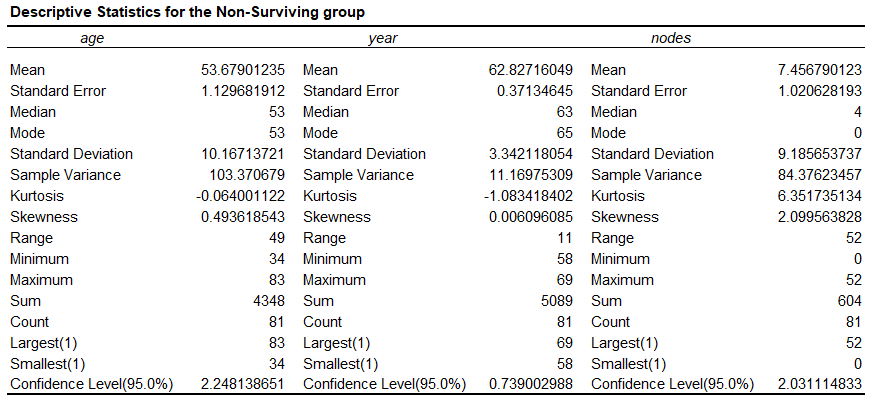 Descriptive Statistics for the Non-Surviving group
age year nodes
Mean 53.67901235 Mean 62.82716049 Mean 7.456790123
Standard Error 1.129681912 Standard Error 0.37134645 Standard Error 1.020628193
Median 53 Median 63 Median 4
Mode 53 Mode 65 Mode 0
Standard Deviation 10.16713721 Standard Deviation 3.342118054 Standard Deviation 9.185653737
Sample Variance 103.370679 Sample Variance 11.16975309 Sample Variance 84.37623457
Kurtosis -0.064001122 Kurtosis -1.083418402 Kurtosis 6.351735134
Skewness 0.493618543 Skewness 0.006096085 Skewness 2.099563828
Range 49 Range 11 Range 52
Minimum 34 Minimum 58 Minimum 0
Maximum 83 Maximum 69 Maximum 52
Sum 4348 Sum 5089 Sum 604
Count 81 Count 81 Count 81
Largest(1) 83 Largest(1) 69 Largest(1) 52
Smallest(1) 34 Smallest(1) 58 Smallest(1) 0
Confidence Level(95.0%) 2.248138651 Confidence Level(95.0%) 0.739002988 Confidence Level(95.0%) 2.031114833